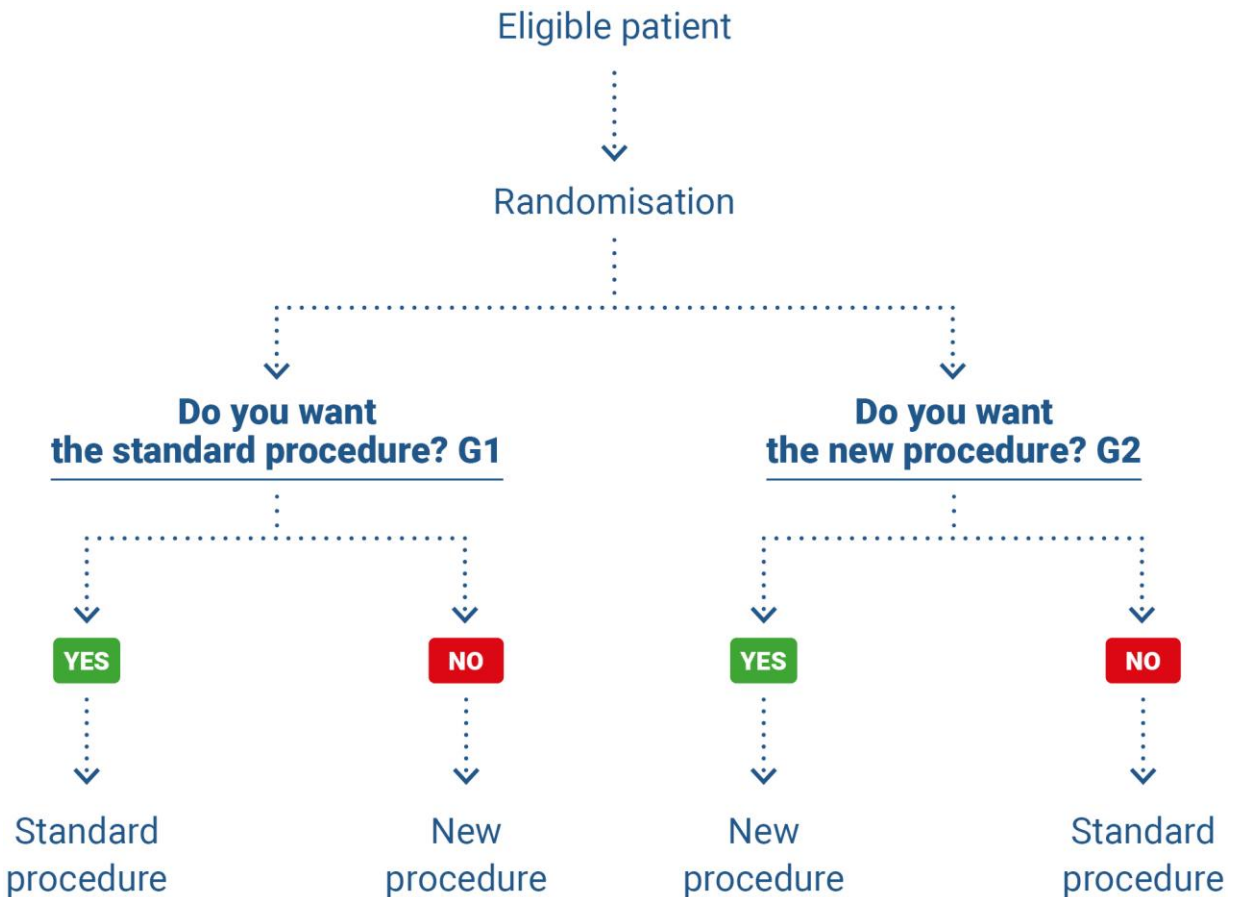 Eligible patient
Randomisation
Do you want
the standard procedure? G1
Do you want
the new procedure? G2
YES
NO
YES
NO
Standard
procedure
New
procedure
New
procedure
Standard
procedure